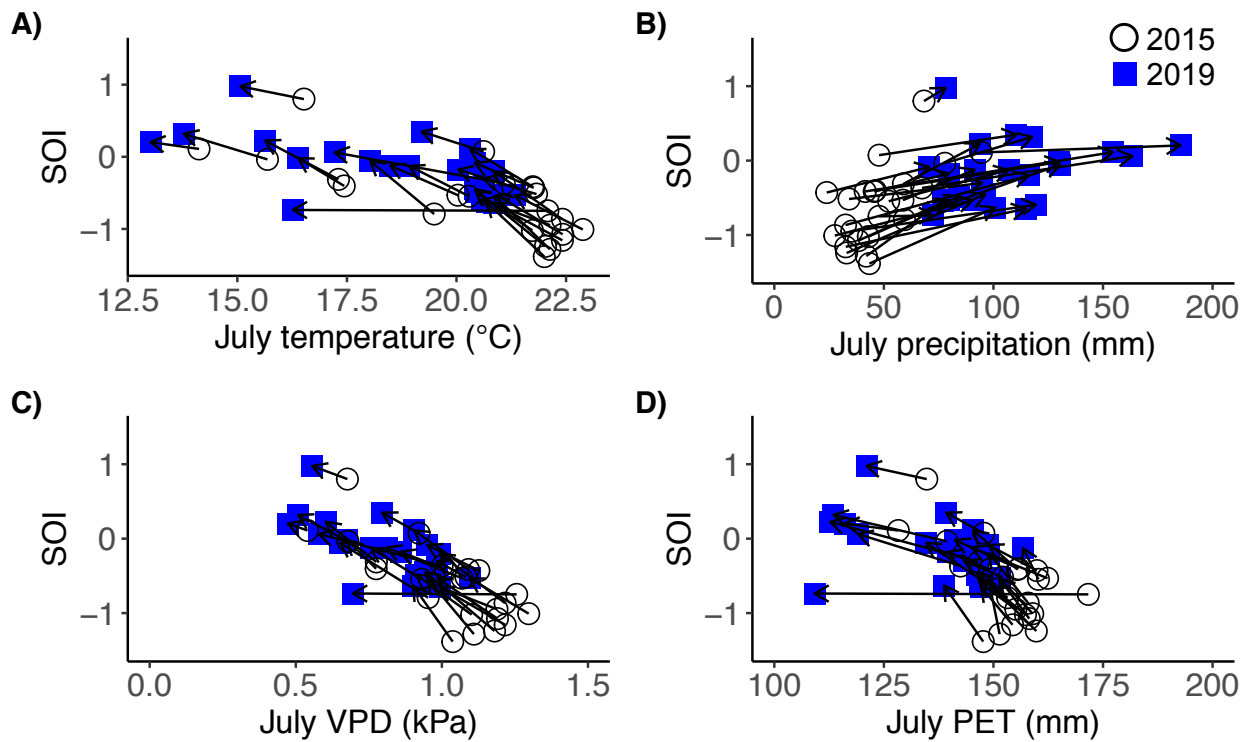 A)
SOI
1
0
−1
12.5 15.0 17.5 20.0 22.5
July temperature (°C)
B)
2015
2019
SOI
1
0
−1
0 50 100 150 200
July precipitation (mm)
C)
SOI
1
0
−1
0.0 0.5 1.0 1.5
July VPD (kPa)
D)
SOI
1
0
−1
100 125 150 175 200
July PET (mm)